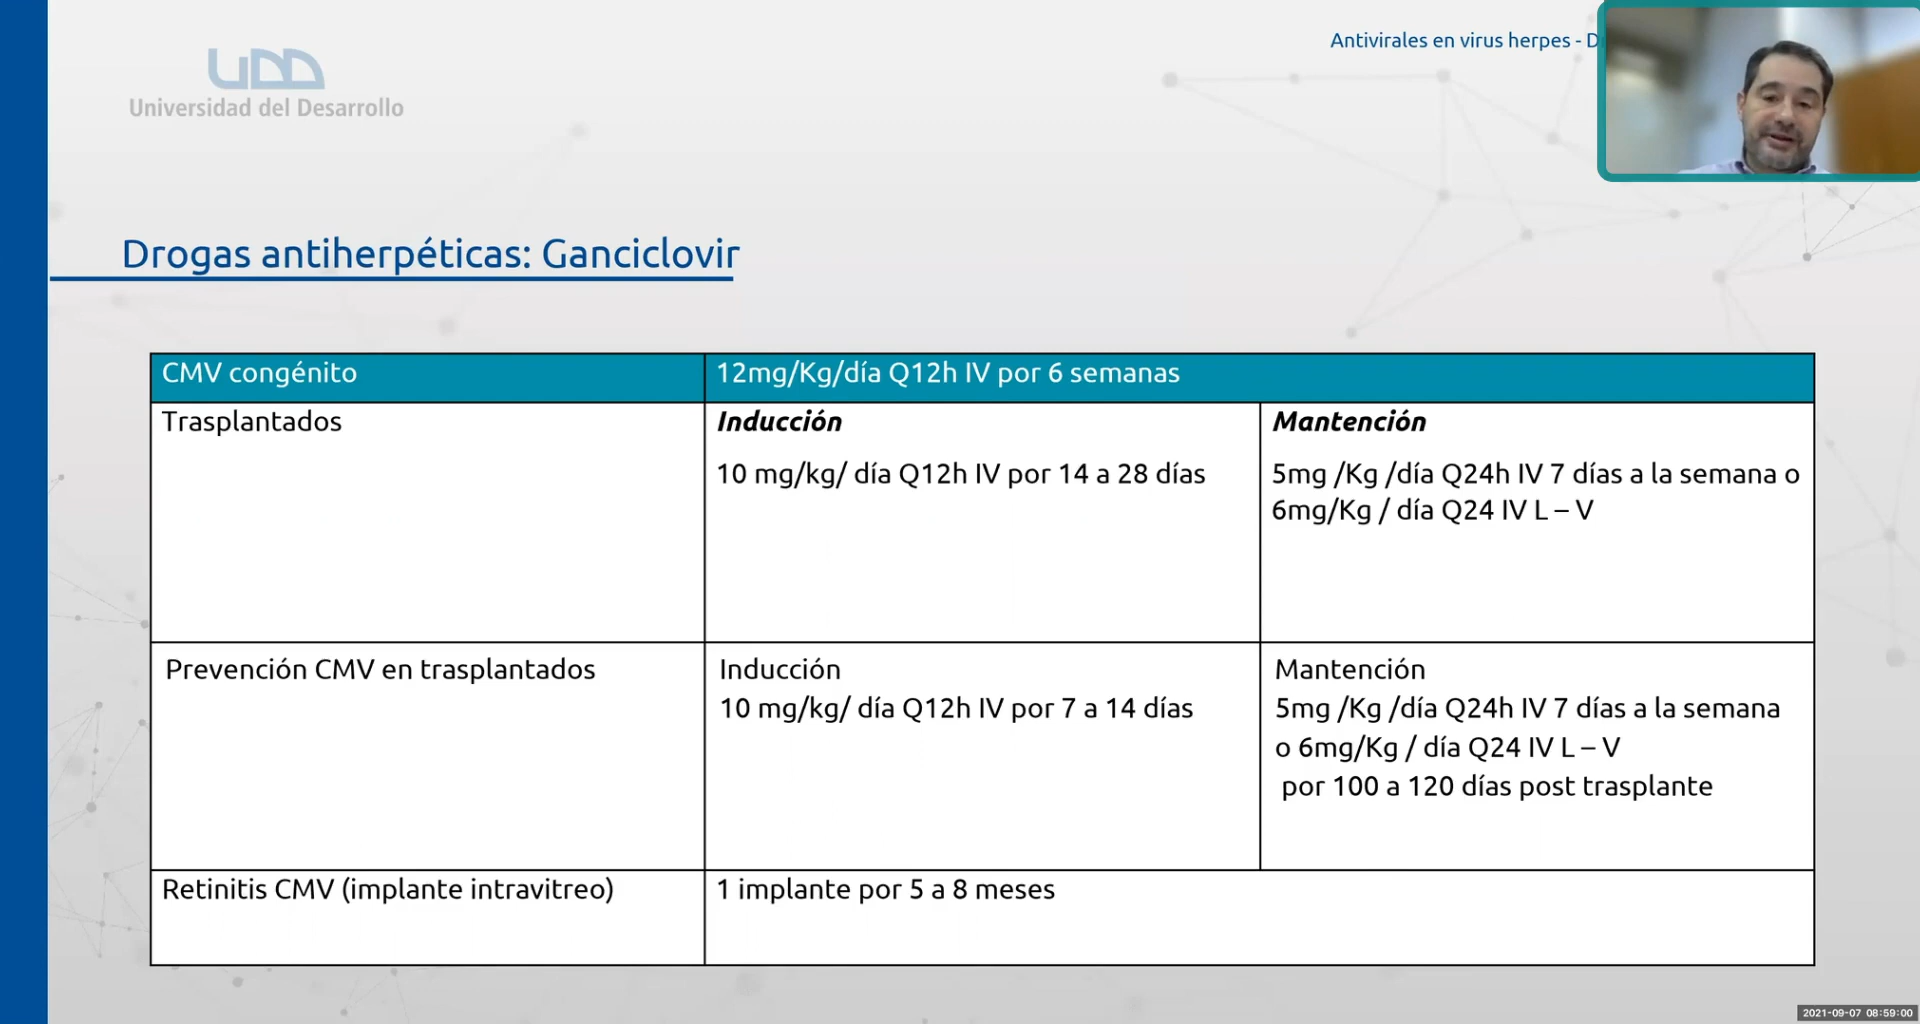 UDD
Universidad del Desarrollo
Antivirales en virus herpes -
Drogas antiherpéticas: Ganciclovir
CMV congénito
12mg/Kg/día Q12h IV por 6 semanas
Trasplantados
Inducción
10 mg/kg/ día Q12h IV por 14 a 28 días
Mantención
5mg /Kg /día Q24h IV 7 días a la semana o
6mg/Kg / día Q24 IV L – V
Prevención CMV en trasplantados
Inducción
10 mg/kg/ día Q12h IV por 7 a 14 días
Mantención
5mg /Kg /día Q24h IV 7 días a la semana
o 6mg/Kg / día Q24 IV L – V
por 100 a 120 días post trasplante
Retinitis CMV (implante intravitreo)
1 implante por 5 a 8 meses
2021-09-07 08:59:00